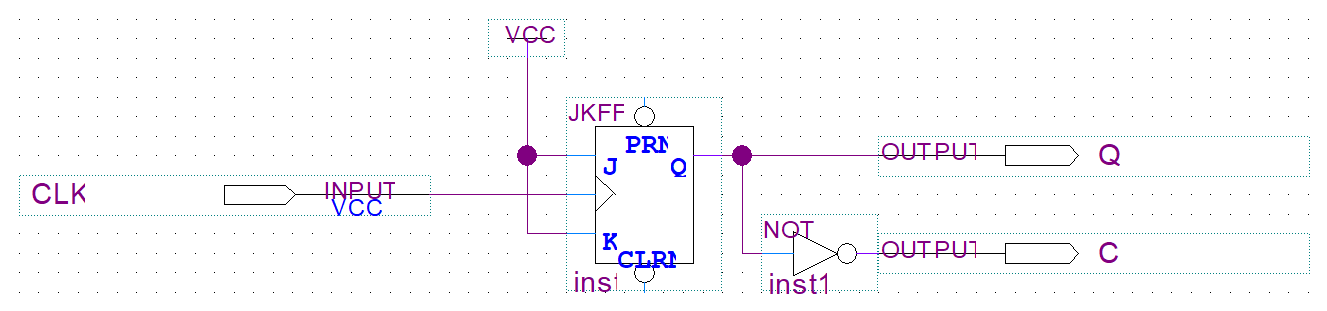 VCC
JKFF
PRN
J
Q
OUTPUT
Q
CLK
INPUT
VCC
K
CLRN
inst
NOT
OUTPUT
C
inst1